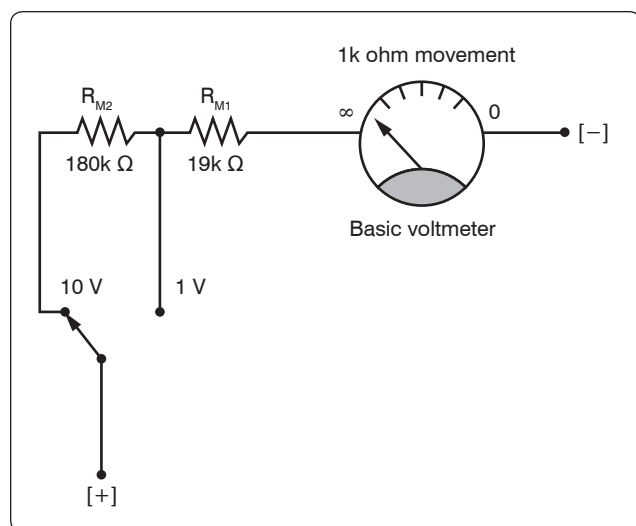 1k ohm movement
R_M2
R_M1
∞
0
[−]
180k Ω
19k Ω
Basic voltmeter
10 V
1 V
[+]